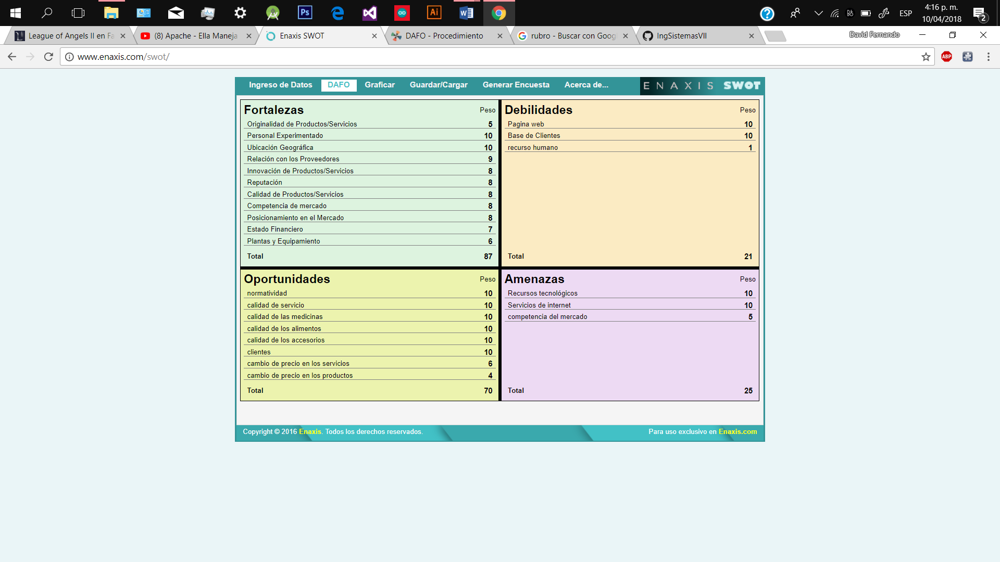 Ps
Ai
ESP
4:16 p. m.
10/04/2018
2
League of Angels II en Fa
(8) Apache - Ella Maneja
Enaxis SWOT
DAFO - Procedimiento
rubro - Buscar con Goog
IngSistemasVII
David Fernando
www.enaxis.com/swot/
ABP
Ingreso de Datos DAFO Graficar Guardar/Cargar Generar Encuesta Acerca de... ENAXIS SWOT
Fortalezas Peso
Originalidad de Productos/Servicios 5
Personal Experimentado 10
Ubicación Geográfica 10
Relación con los Proveedores 9
Innovación de Productos/Servicios 8
Reputación 8
Calidad de Productos/Servicios 8
Competencia de mercado 8
Posicionamiento en el Mercado 8
Estado Financiero 7
Plantas y Equipamiento 6
Total 87
Debilidades Peso
Pagina web 10
Base de Clientes 10
recurso humano 1
Total 21
Oportunidades Peso
normatividad 10
calidad de servicio 10
calidad de las medicinas 10
calidad de los alimentos 10
calidad de los accesorios 10
clientes 10
cambio de precio en los servicios 6
cambio de precio en los productos 4
Total 70
Amenazas Peso
Recursos tecnológicos 10
Servicios de internet 10
competencia del mercado 5
Total 25
Copyright © 2016 Enaxis. Todos los derechos reservados. Para uso exclusivo en Enaxis.com